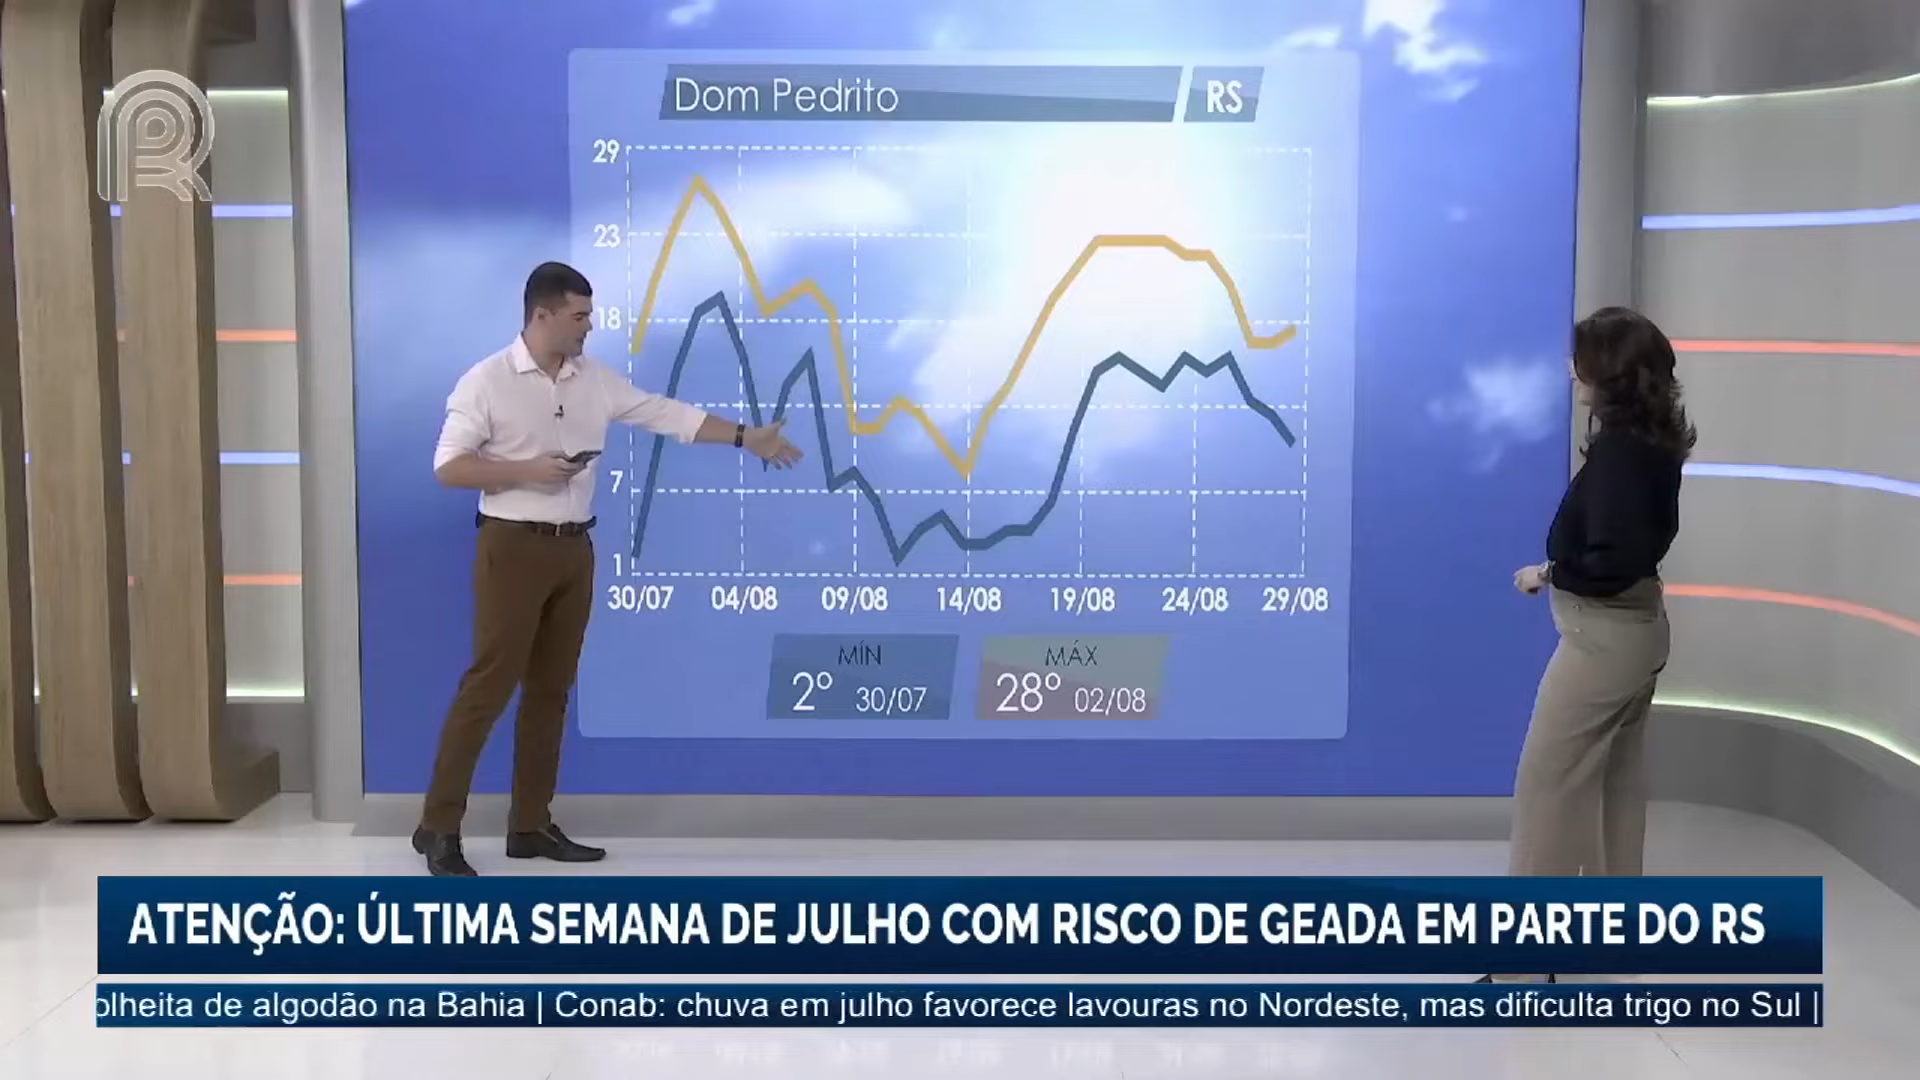 Dom Pedrito RS
29
23
18
7
1
30/07 04/08 09/08 14/08 19/08 24/08 29/08
MÍN MÁX
2° 30/07 28° 02/08
ATENÇÃO: ÚLTIMA SEMANA DE JULHO COM RISCO DE GEADA EM PARTE DO RS
olheita de algodão na Bahia | Conab: chuva em julho favorece lavouras no Nordeste, mas dificulta trigo no Sul |